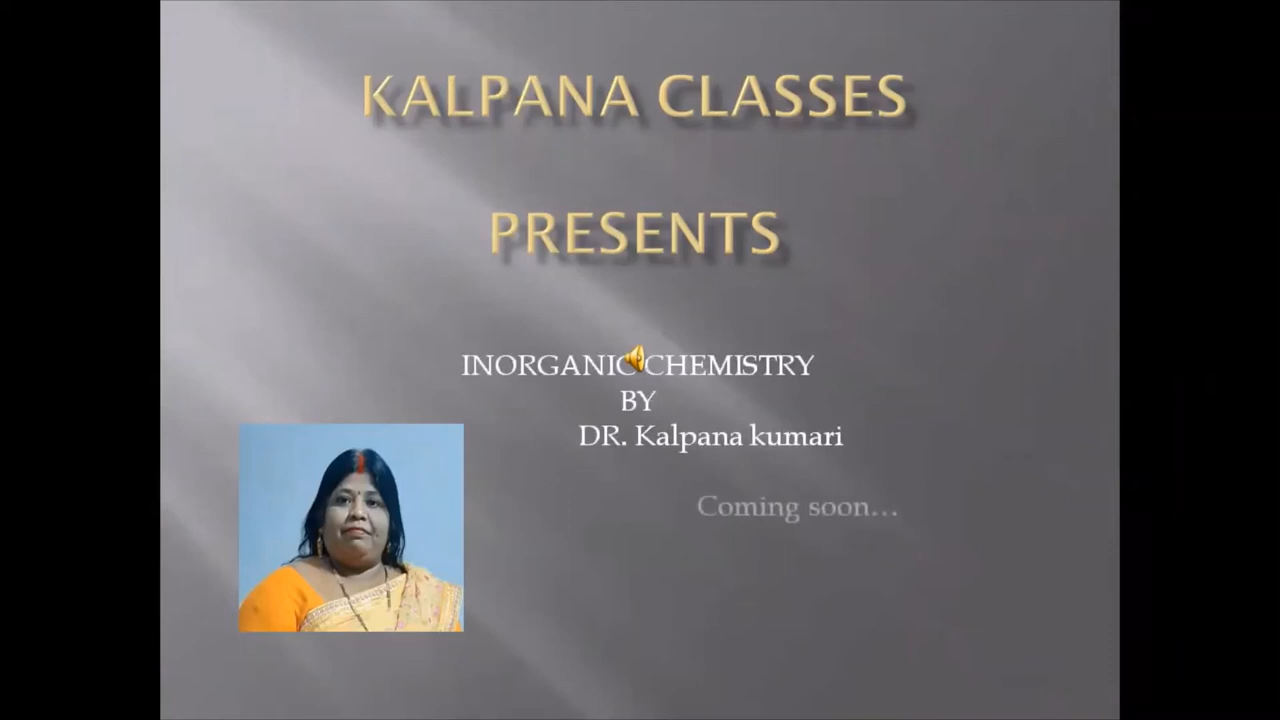 KALPANA CLASSES
PRESENTS
INORGANIC CHEMISTRY
BY
DR. Kalpana kumari
Coming soon...